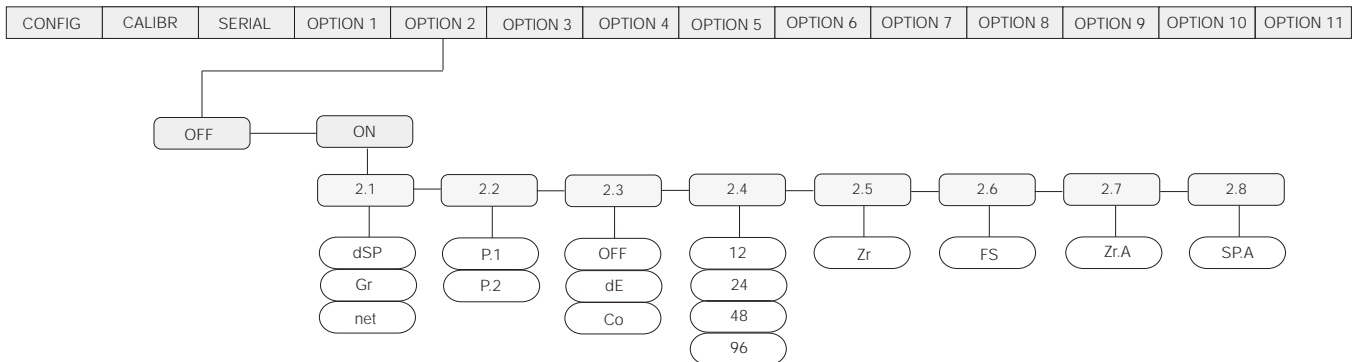 CONFIG CALIBR SERIAL OPTION 1 OPTION 2 OPTION 3 OPTION 4 OPTION 5 OPTION 6 OPTION 7 OPTION 8 OPTION 9 OPTION 10 OPTION 11
OFF ON
2.1 2.2 2.3 2.4 2.5 2.6 2.7 2.8
dSP P.1 OFF 12 Zr FS Zr.A SP.A
Gr P.2 dE 24
net Co 48
96